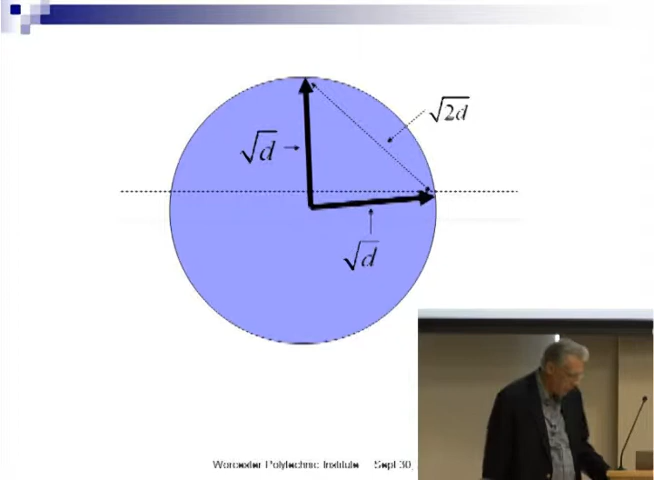 √2d
√d
√d
Worcester Polytechnic Institute Sept 30,